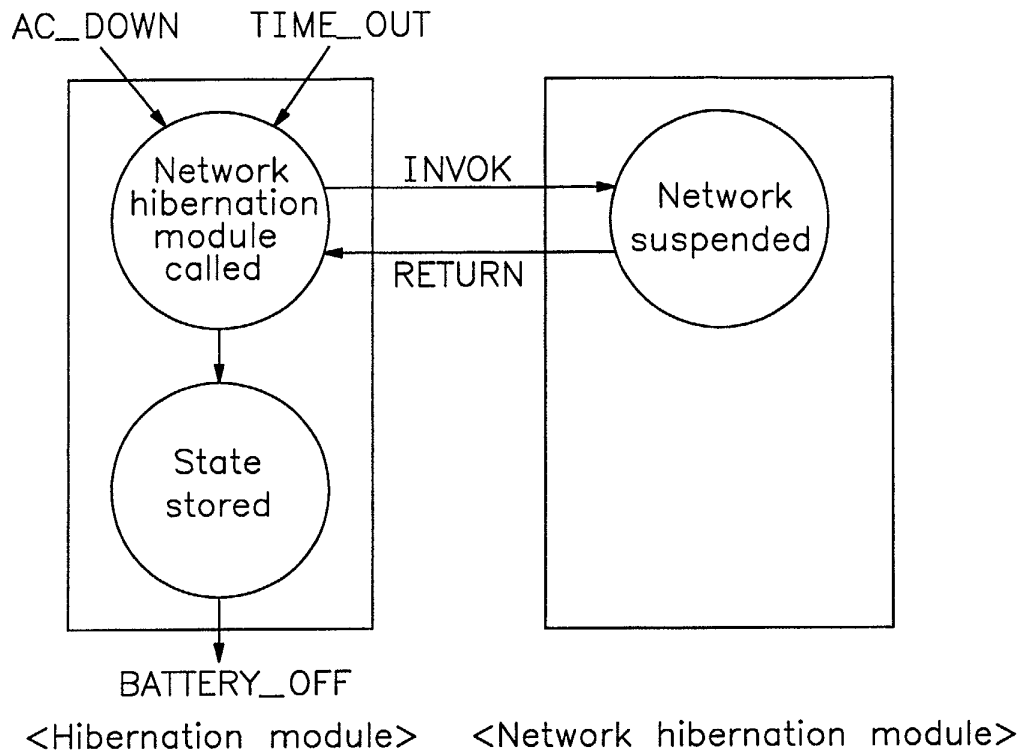 AC_DOWN TIME_OUT
Network
hibernation
module
called
INVOK
RETURN
Network
suspended
State
stored
BATTERY_OFF
<Hibernation module> <Network hibernation module>